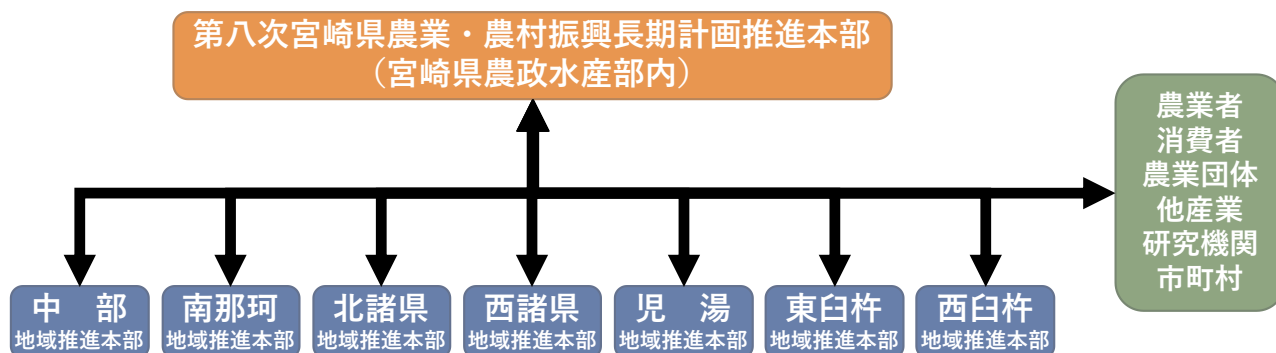 第八次宮崎県農業・農村振興長期計画推進本部
（宮崎県農政水産部内）
農業者
消費者
農業団体
他産業
研究機関
市町村
中　部
地域推進本部
南那珂
地域推進本部
北諸県
地域推進本部
西諸県
地域推進本部
児　湯
地域推進本部
東臼杵
地域推進本部
西臼杵
地域推進本部